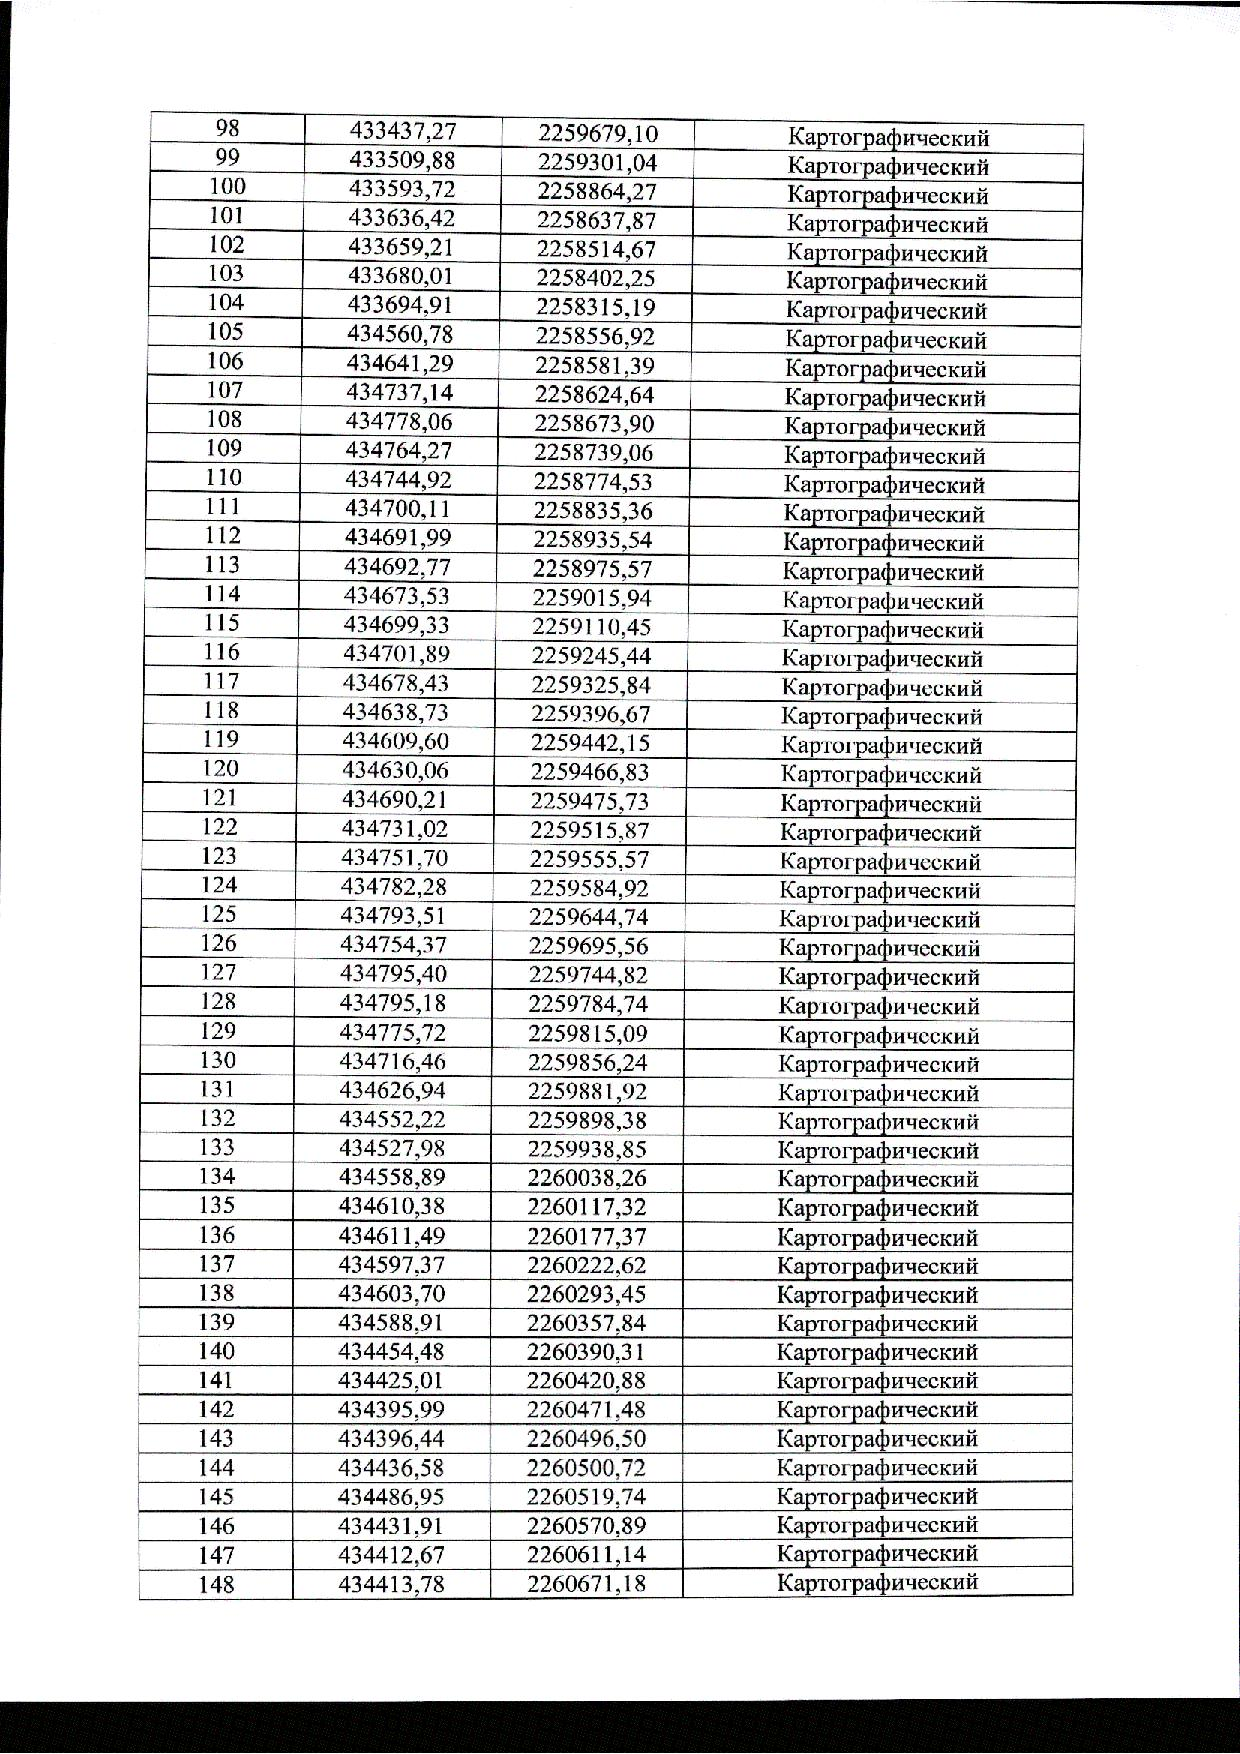 98 433437,27 2259679,10 Картографический
99 433509,88 2259301,04 Картографический
100 433593,72 2258864,27 Картографический
101 433636,42 2258637,87 Картографический
102 433659,21 2258514,67 Картографический
103 433680,01 2258402,25 Картографический
104 433694,91 2258315,19 Картографический
105 434560,78 2258556,92 Картографический
106 434641,29 2258581,39 Картографический
107 434737,14 2258624,64 Картографический
108 434778,06 2258673,90 Картографический
109 434764,27 2258739,06 Картографический
110 434744,92 2258774,53 Картографический
111 434700,11 2258835,36 Картографический
112 434691,99 2258935,54 Картографический
113 434692,77 2258975,57 Картографический
114 434673,53 2259015,94 Картографический
115 434699,33 2259110,45 Картографический
116 434701,89 2259245,44 Картографический
117 434678,43 2259325,84 Картографический
118 434638,73 2259396,67 Картографический
119 434609,60 2259442,15 Картографический
120 434630,06 2259466,83 Картографический
121 434690,21 2259475,73 Картографический
122 434731,02 2259515,87 Картографический
123 434751,70 2259555,57 Картографический
124 434782,28 2259584,92 Картографический
125 434793,51 2259644,74 Картографический
126 434754,37 2259695,56 Картографический
127 434795,40 2259744,82 Картографический
128 434795,18 2259784,74 Картографический
129 434775,72 2259815,09 Картографический
130 434716,46 2259856,24 Картографический
131 434626,94 2259881,92 Картографический
132 434552,22 2259898,38 Картографический
133 434527,98 2259938,85 Картографический
134 434558,89 2260038,26 Картографический
135 434610,38 2260117,32 Картографический
136 434611,49 2260177,37 Картографический
137 434597,37 2260222,62 Картографический
138 434603,70 2260293,45 Картографический
139 434588,91 2260357,84 Картографический
140 434454,48 2260390,31 Картографический
141 434425,01 2260420,88 Картографический
142 434395,99 2260471,48 Картографический
143 434396,44 2260496,50 Картографический
144 434436,58 2260500,72 Картографический
145 434486,95 2260519,74 Картографический
146 434431,91 2260570,89 Картографический
147 434412,67 2260611,14 Картографический
148 434413,78 2260671,18 Картографический